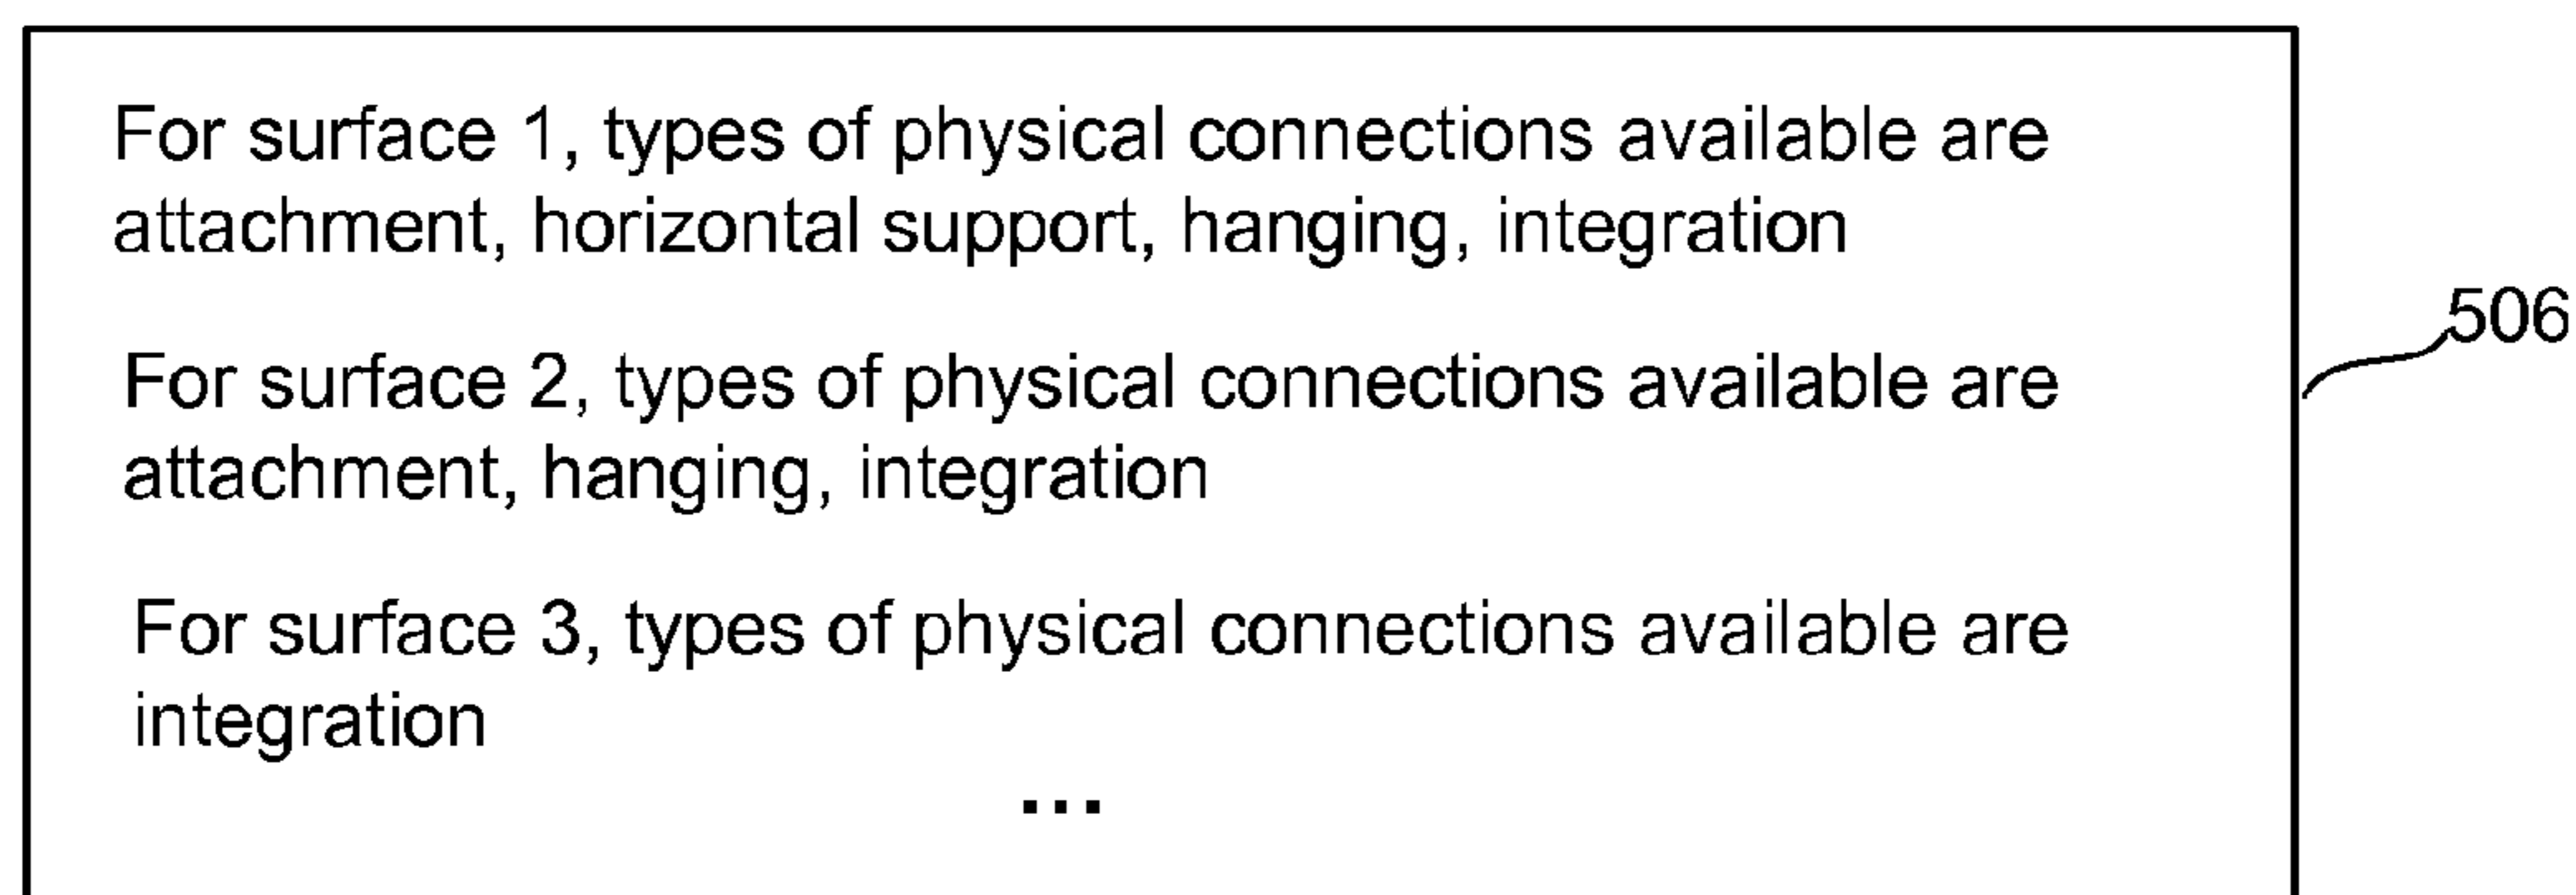 For surface 1, types of physical connections available are
attachment, horizontal support, hanging, integration
506
For surface 2, types of physical connections available are
attachment, hanging, integration
For surface 3, types of physical connections available are
integration
...